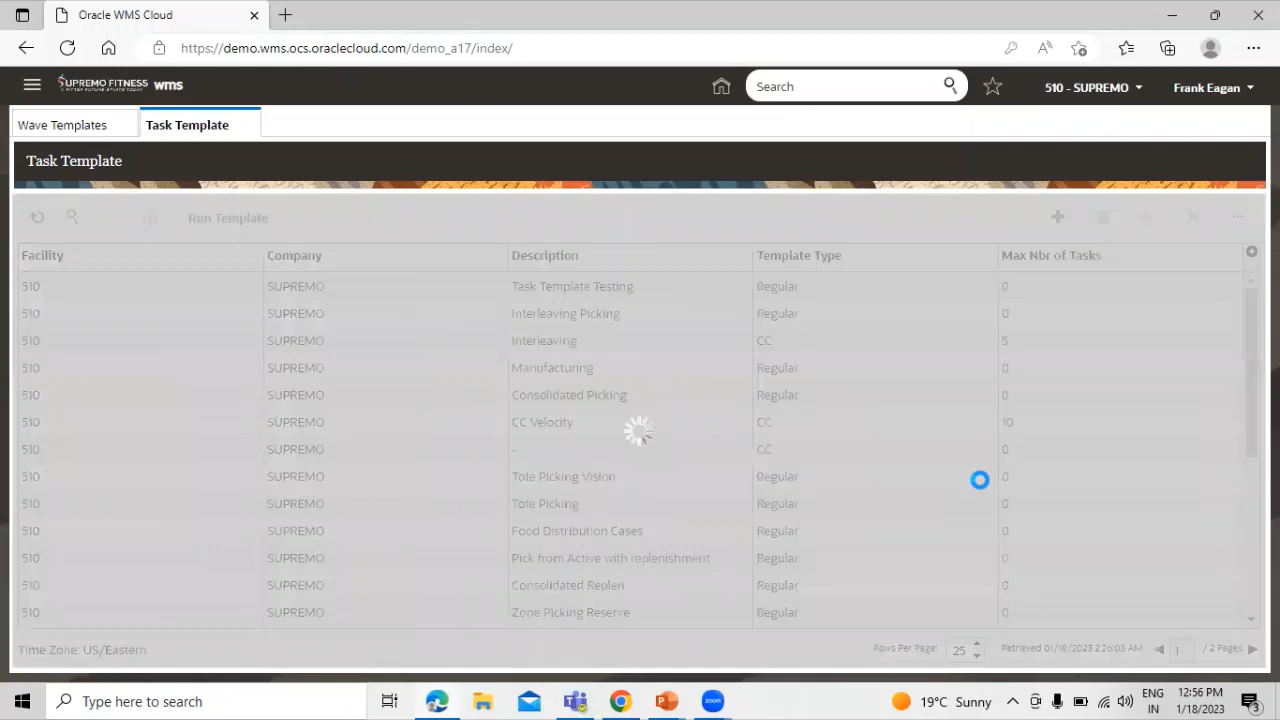 Oracle WMS Cloud
https://demo.wms.ocs.oraclecloud.com/demo_a17/index/
SUPREMO FITNESS wms
Search
510 - SUPREMO
Frank Eagan
Wave Templates
Task Template
Task Template
Run Template
Facility Company Description Template Type Max Nbr of Tasks
510 SUPREMO Task Template Testing Regular 0
510 SUPREMO Interleaving Picking Regular 0
510 SUPREMO Interleaving CC 5
510 SUPREMO Manufacturing Regular 0
510 SUPREMO Consolidated Picking Regular 0
510 SUPREMO CC Velocity CC 10
510 SUPREMO - CC 0
510 SUPREMO Tote Picking Vision Regular 0
510 SUPREMO Tote Picking Regular 0
510 SUPREMO Food Distribution Cases Regular 0
510 SUPREMO Pick from Active with replenishment Regular 0
510 SUPREMO Consolidated Replen Regular 0
510 SUPREMO Zone Picking Reserve Regular 0
Time Zone: US/Eastern
Rows Per Page: 25
Retrieved 01/18/2023 2:26:03 AM
1 / 2 Pages
Type here to search
zoom
19°C Sunny
ENG
IN
12:56 PM
1/18/2023
3